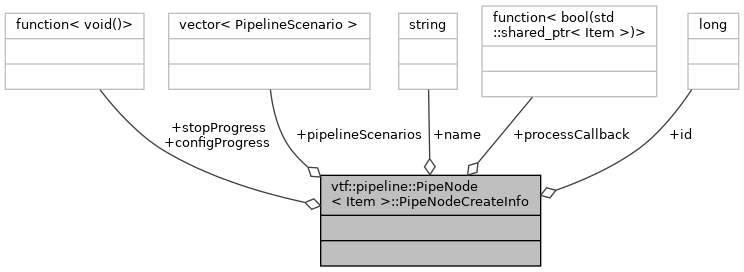 function< void()>
vector< PipelineScenario >
string
function< bool(std
::shared_ptr< Item >)>
long
+stopProgress
+configProgress
+pipelineScenarios
+name
+processCallback
+id
vtf::pipeline::PipeNode
< Item >::PipeNodeCreateInfo